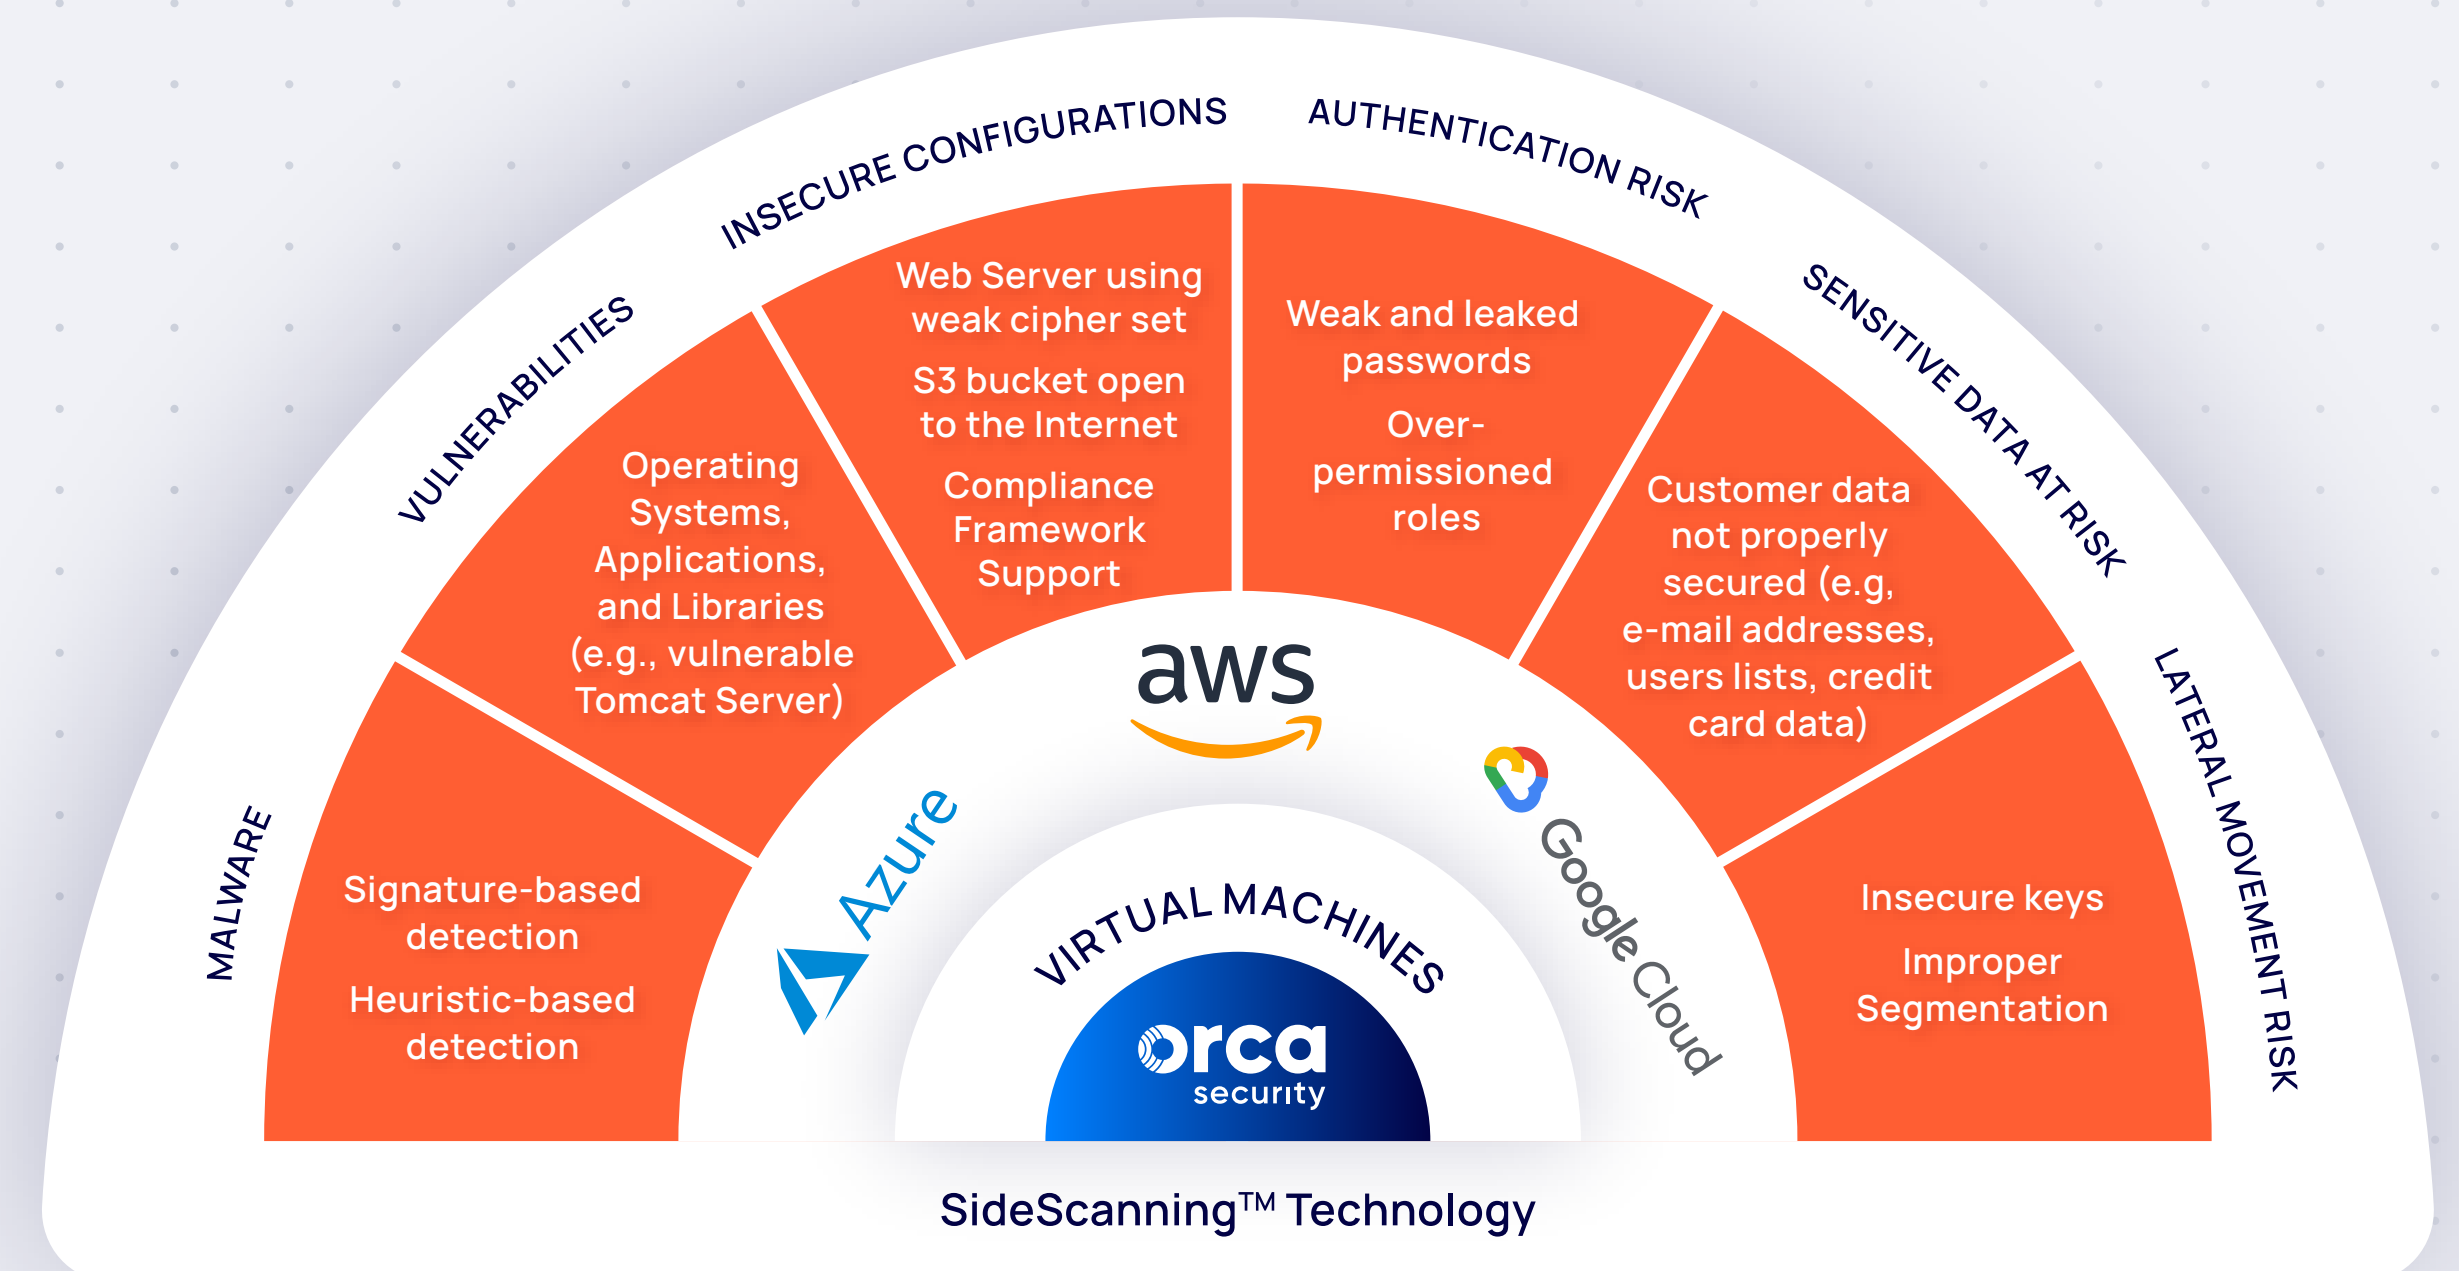 MALWARE
Signature-based
detection
Heuristic-based
detection
VULNERABILITIES
Operating
Systems,
Applications,
and Libraries
(e.g., vulnerable
Tomcat Server)
INSECURE CONFIGURATIONS
Web Server using
weak cipher set
S3 bucket open
to the Internet
Compliance
Framework
Support
AUTHENTICATION RISK
Weak and leaked
passwords
Over-
permissioned
roles
SENSITIVE DATA AT RISK
Customer data
not properly
secured (e.g,
e-mail addresses,
users lists, credit
card data)
LATERAL MOVEMENT RISK
Insecure keys
Improper
Segmentation
Azure
aws
Google Cloud
VIRTUAL MACHINES
orca
security
SideScanning™ Technology